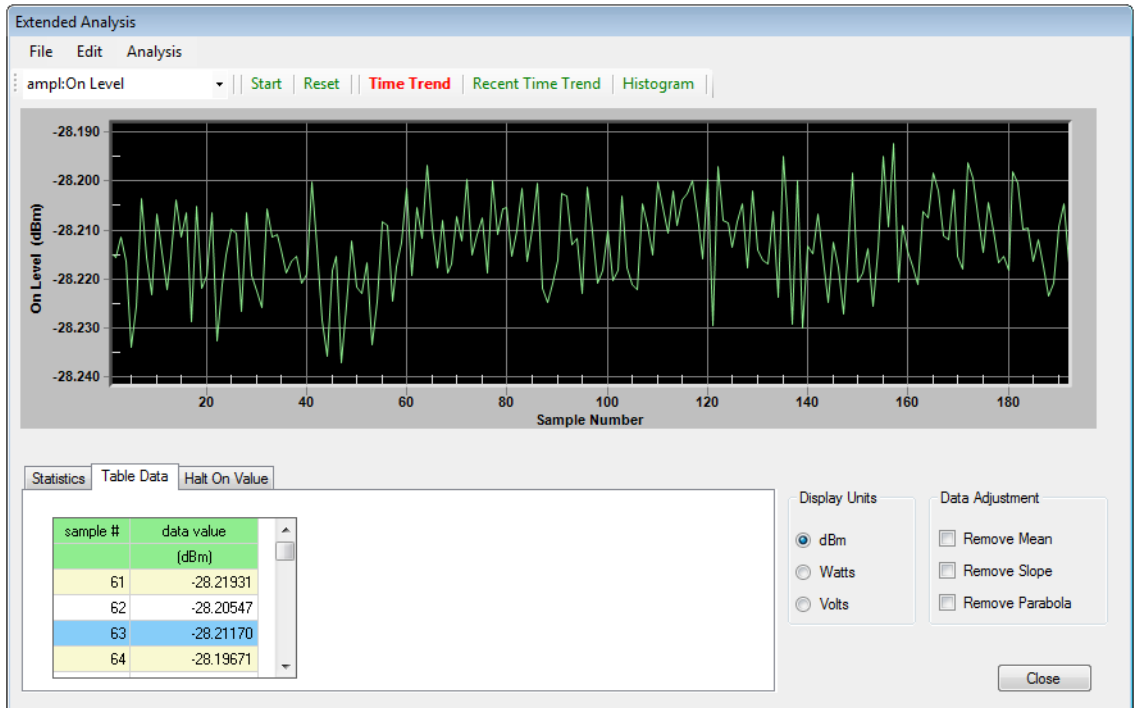 Extended Analysis
File Edit Analysis
ampl:On Level Start Reset Time Trend Recent Time Trend Histogram
On Level (dBm)
-28.190
-28.200
-28.210
-28.220
-28.230
-28.240
20 40 60 80 100 120 140 160 180
Sample Number
Statistics Table Data Halt On Value
sample # data value
(dBm)
61 -28.21931
62 -28.20547
63 -28.21170
64 -28.19671
Display Units
dBm
Watts
Volts
Data Adjustment
Remove Mean
Remove Slope
Remove Parabola
Close